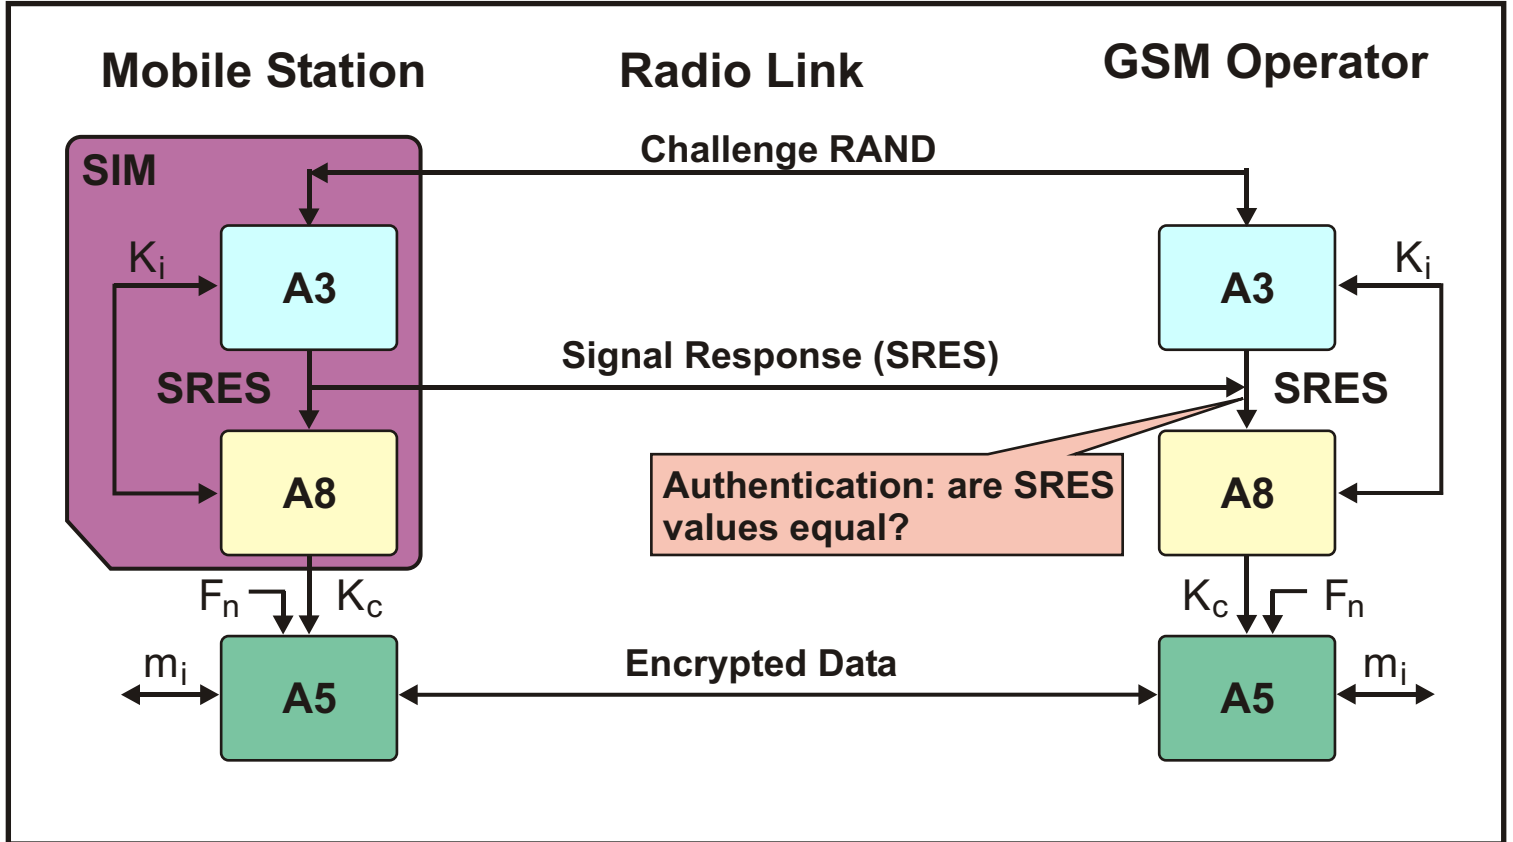 Mobile Station
Radio Link
GSM Operator
SIM
Challenge RAND
Ki
A3
A3
Ki
Signal Response (SRES)
SRES
SRES
Authentication: are SRES
values equal?
A8
A8
Fn
Kc
Kc
Fn
mi
A5
Encrypted Data
A5
mi